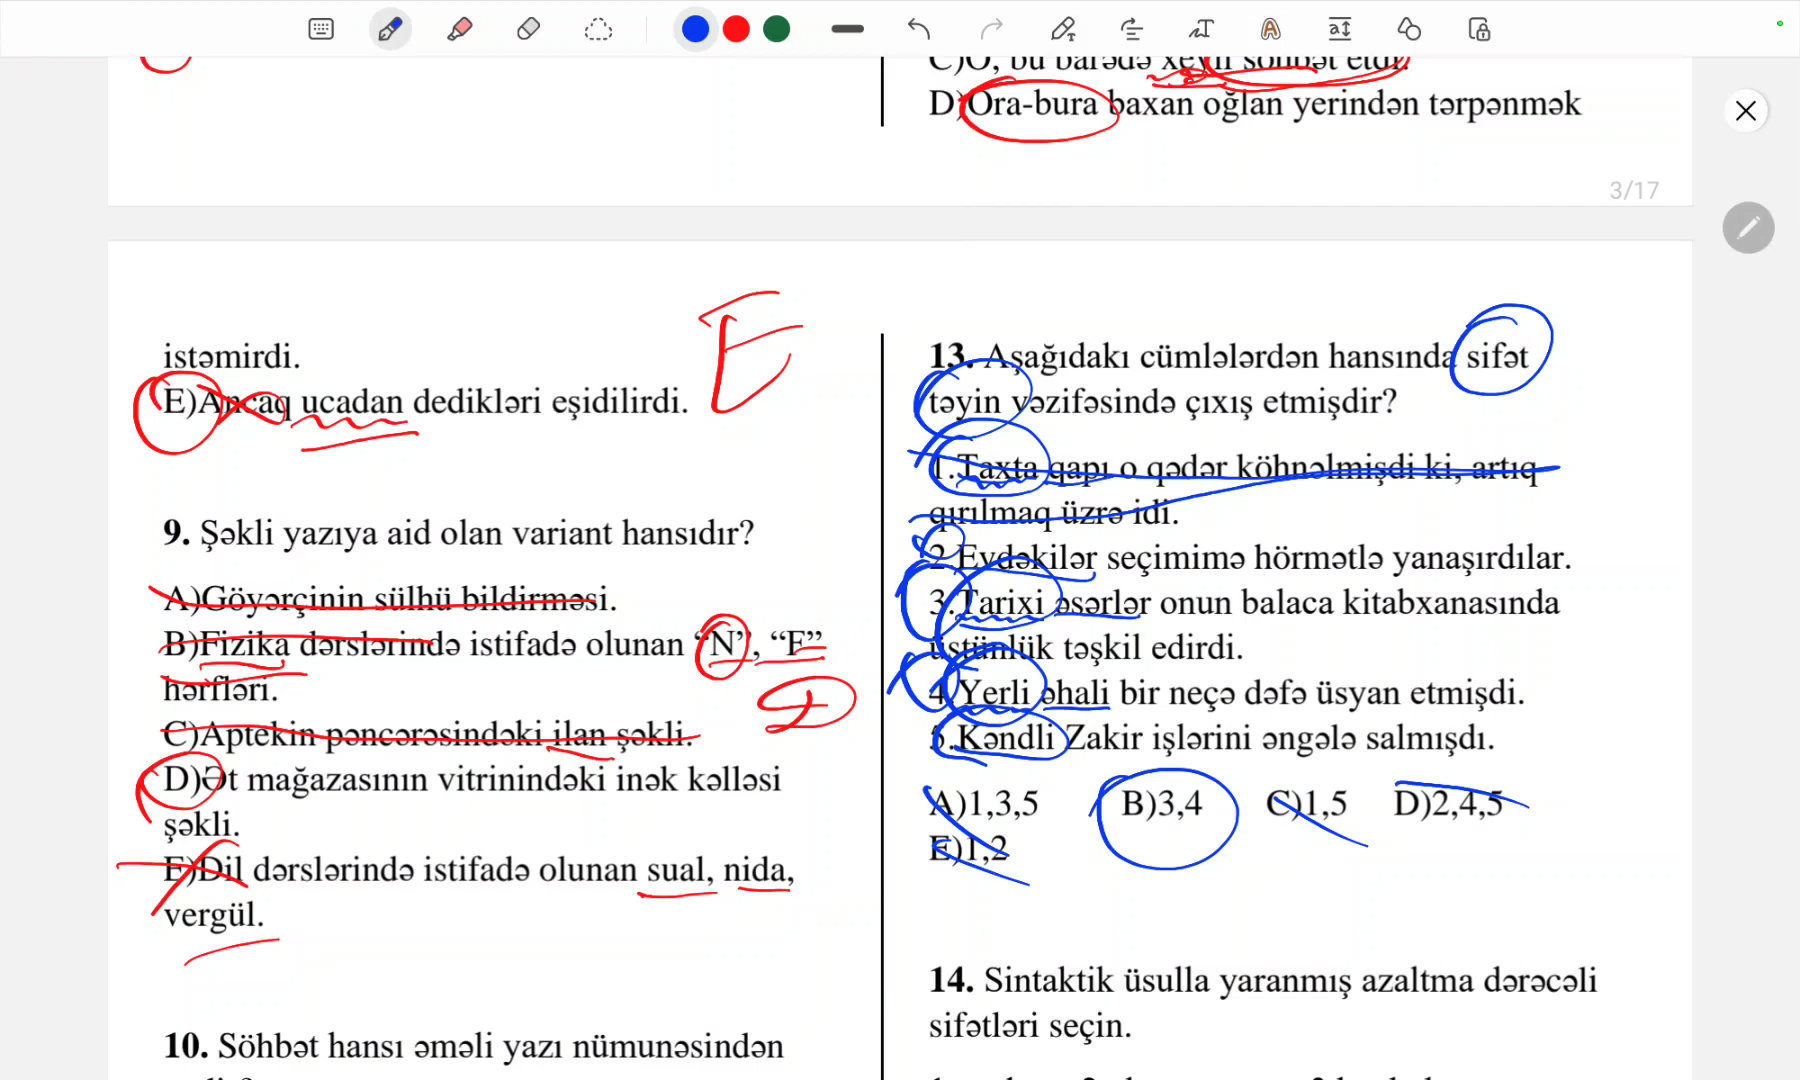 C)O, bu barədə xeyli söhbət etdi.
D)Ora-bura baxan oğlan yerindən tərpənmək
3/17
istəmirdi.
E)Ancaq ucadan dedikləri eşidilirdi.
E
9. Şəkli yazıya aid olan variant hansıdır?
A)Göyərçinin sülhü bildirməsi.
B)Fizika dərslərində istifadə olunan “N”, “F”
hərfləri.
C)Aptekin pəncərəsindəki ilan şəkli.
D)Ət mağazasının vitrinindəki inək kəlləsi
şəkli.
E)Dil dərslərində istifadə olunan sual, nida,
vergül.
10. Söhbət hansı əməli yazı nümunəsindən
13. Aşağıdakı cümlələrdən hansında sifət
təyin vəzifəsində çıxış etmişdir?
1.Taxta qapı o qədər köhnəlmişdi ki, artıq
qırılmaq üzrə idi.
2.Evdəkilər seçimimə hörmətlə yanaşırdılar.
3.Tarixi əsərlər onun balaca kitabxanasında
üstünlük təşkil edirdi.
4.Yerli əhali bir neçə dəfə üsyan etmişdi.
5.Kəndli Zakir işlərini əngələ salmışdı.
A)1,3,5 B)3,4 C)1,5 D)2,4,5
E)1,2
14. Sintaktik üsulla yaranmış azaltma dərəcəli
sifətləri seçin.